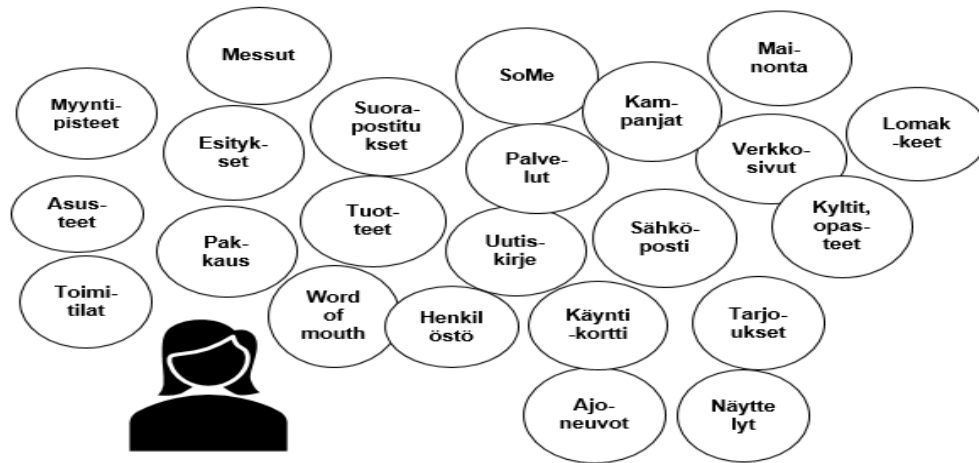 Messut
SoMe
Mai-
nonta
Myynti-
pisteet
Esityk-
set
Suora-
postitu
kset
Kam-
panjat
Lomak
-keet
Palve-
lut
Verkko-
sivut
Asus-
teet
Pak-
kaus
Tuot-
teet
Uutis-
kirje
Sähkö-
posti
Kyltit,
opas-
teet
Toimi-
tilat
Word
of
mouth
Henkil
östö
Käynti
-kortti
Tarjo-
ukset
Ajo-
neuvot
Näytte
lyt